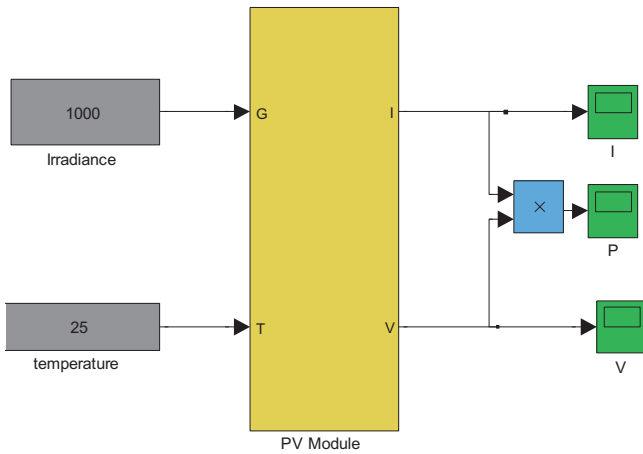 1000
Irradiance
G
I
I
×
P
25
temperature
T
V
V
PV Module